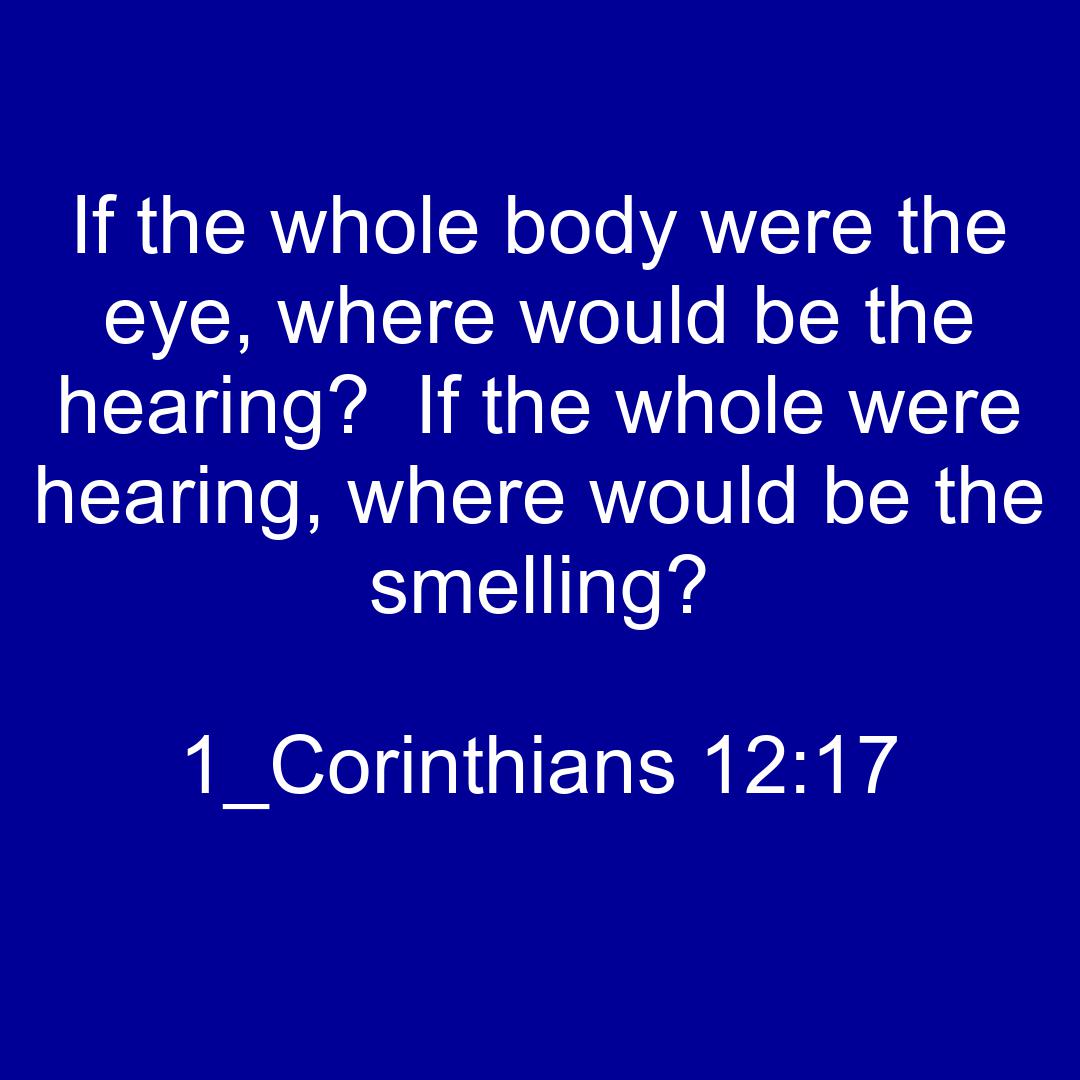 If the whole body were the
eye, where would be the
hearing?  If the whole were
hearing, where would be the
smelling?
1_Corinthians 12:17